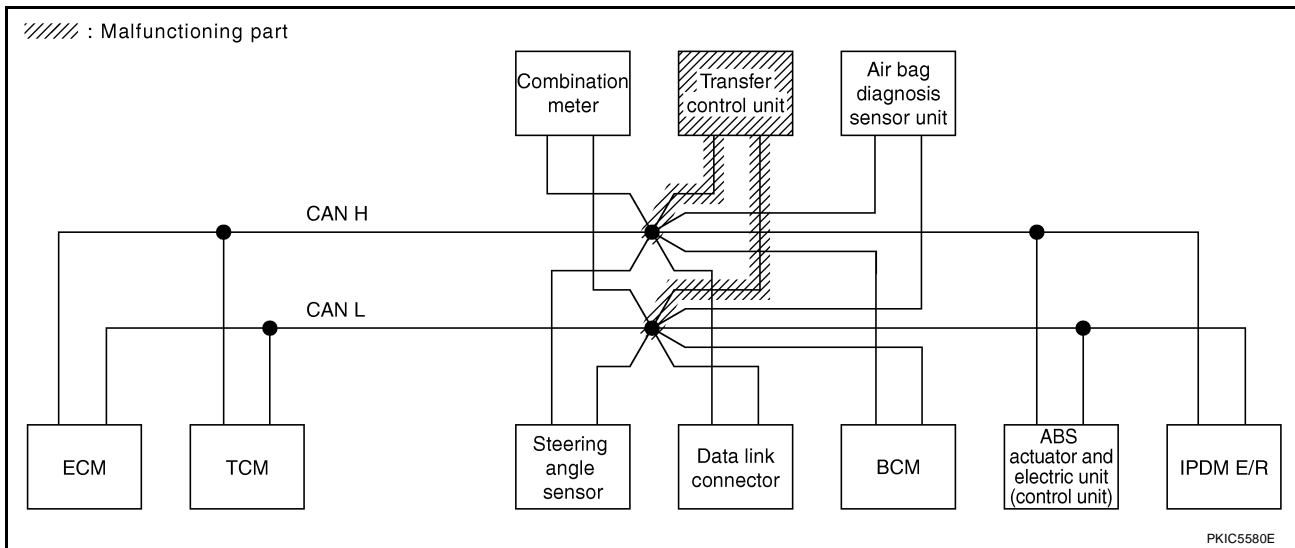 : Malfunctioning part
Combination
meter
Transfer
control unit
Air bag
diagnosis
sensor unit
CAN H
CAN L
ECM
TCM
Steering
angle
sensor
Data link
connector
BCM
ABS
actuator and
electric unit
(control unit)
IPDM E/R
PKIC5580E